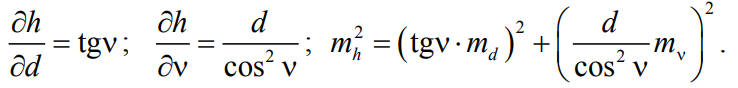 ∂h/∂d = tgν; ∂h/∂ν = d/cos² ν; m_h² = (tgν · m_d)² + (d/cos² ν m_ν)².